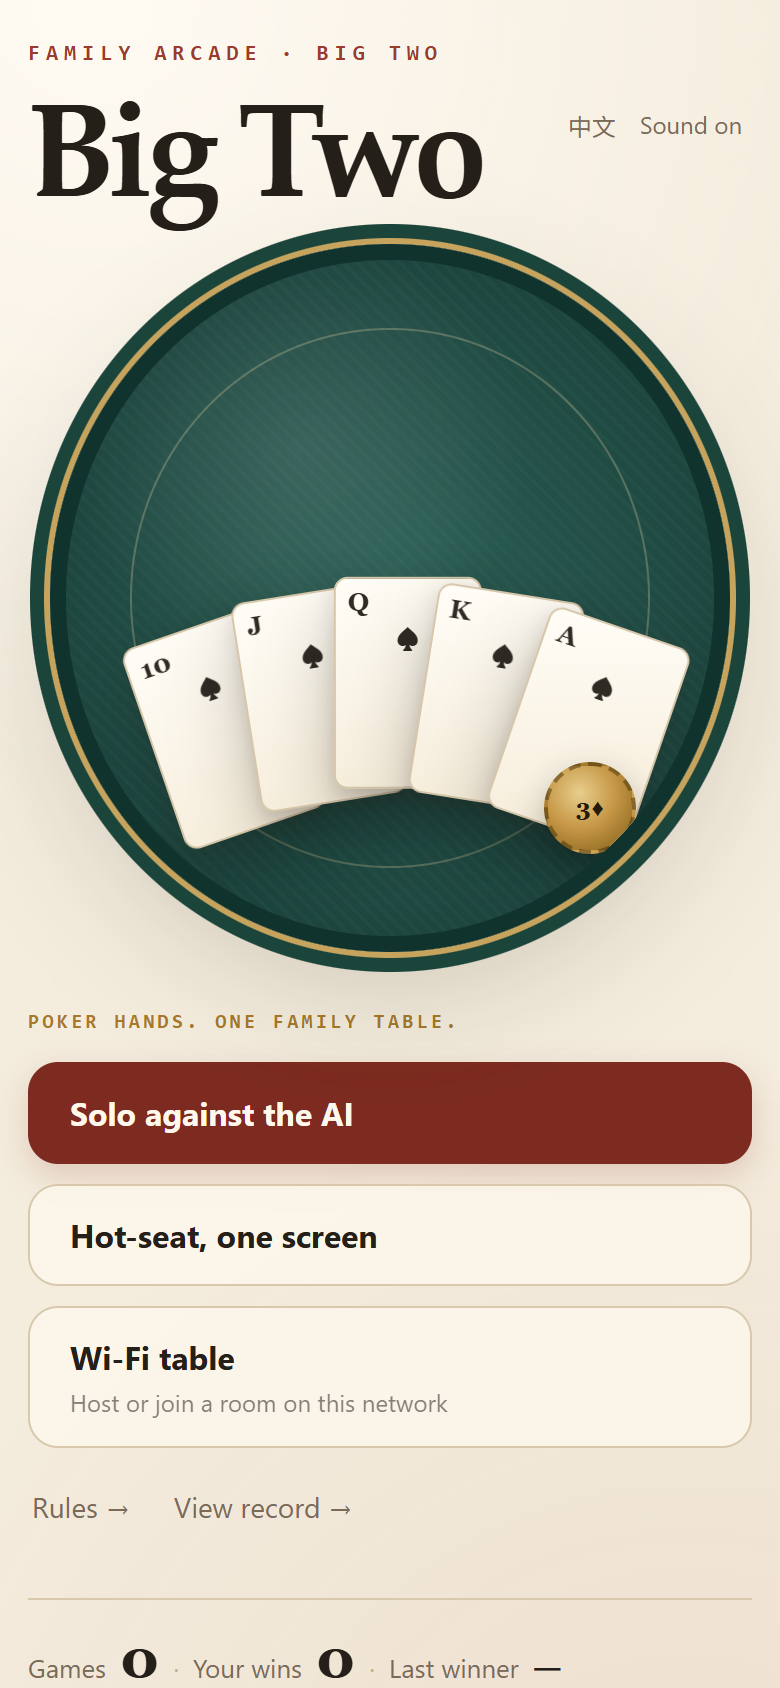 FAMILY ARCADE · BIG TWO
Big Two
中文 Sound on
10 J Q K A
3♦
POKER HANDS. ONE FAMILY TABLE.
Solo against the AI
Hot-seat, one screen
Wi-Fi table
Host or join a room on this network
Rules → View record →
Games 0 · Your wins 0 · Last winner —